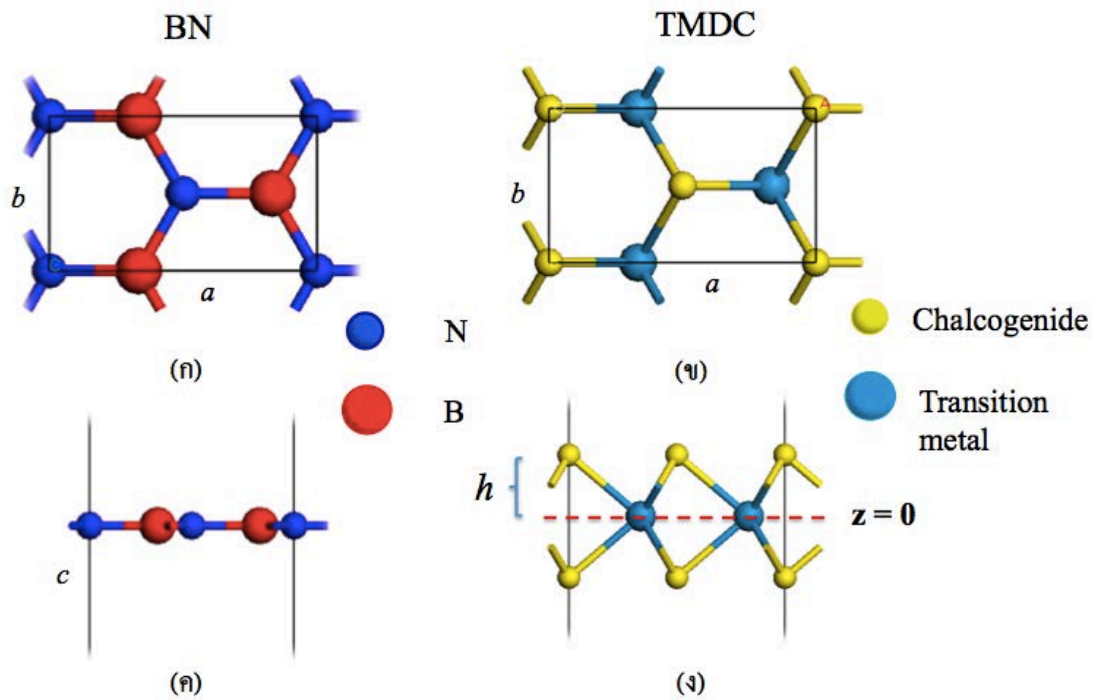 BN
TMDC
b
a
b
a
N
Chalcogenide
(ก)
(ข)
B
Transition
metal
h
z = 0
c
(ค)
(ง)